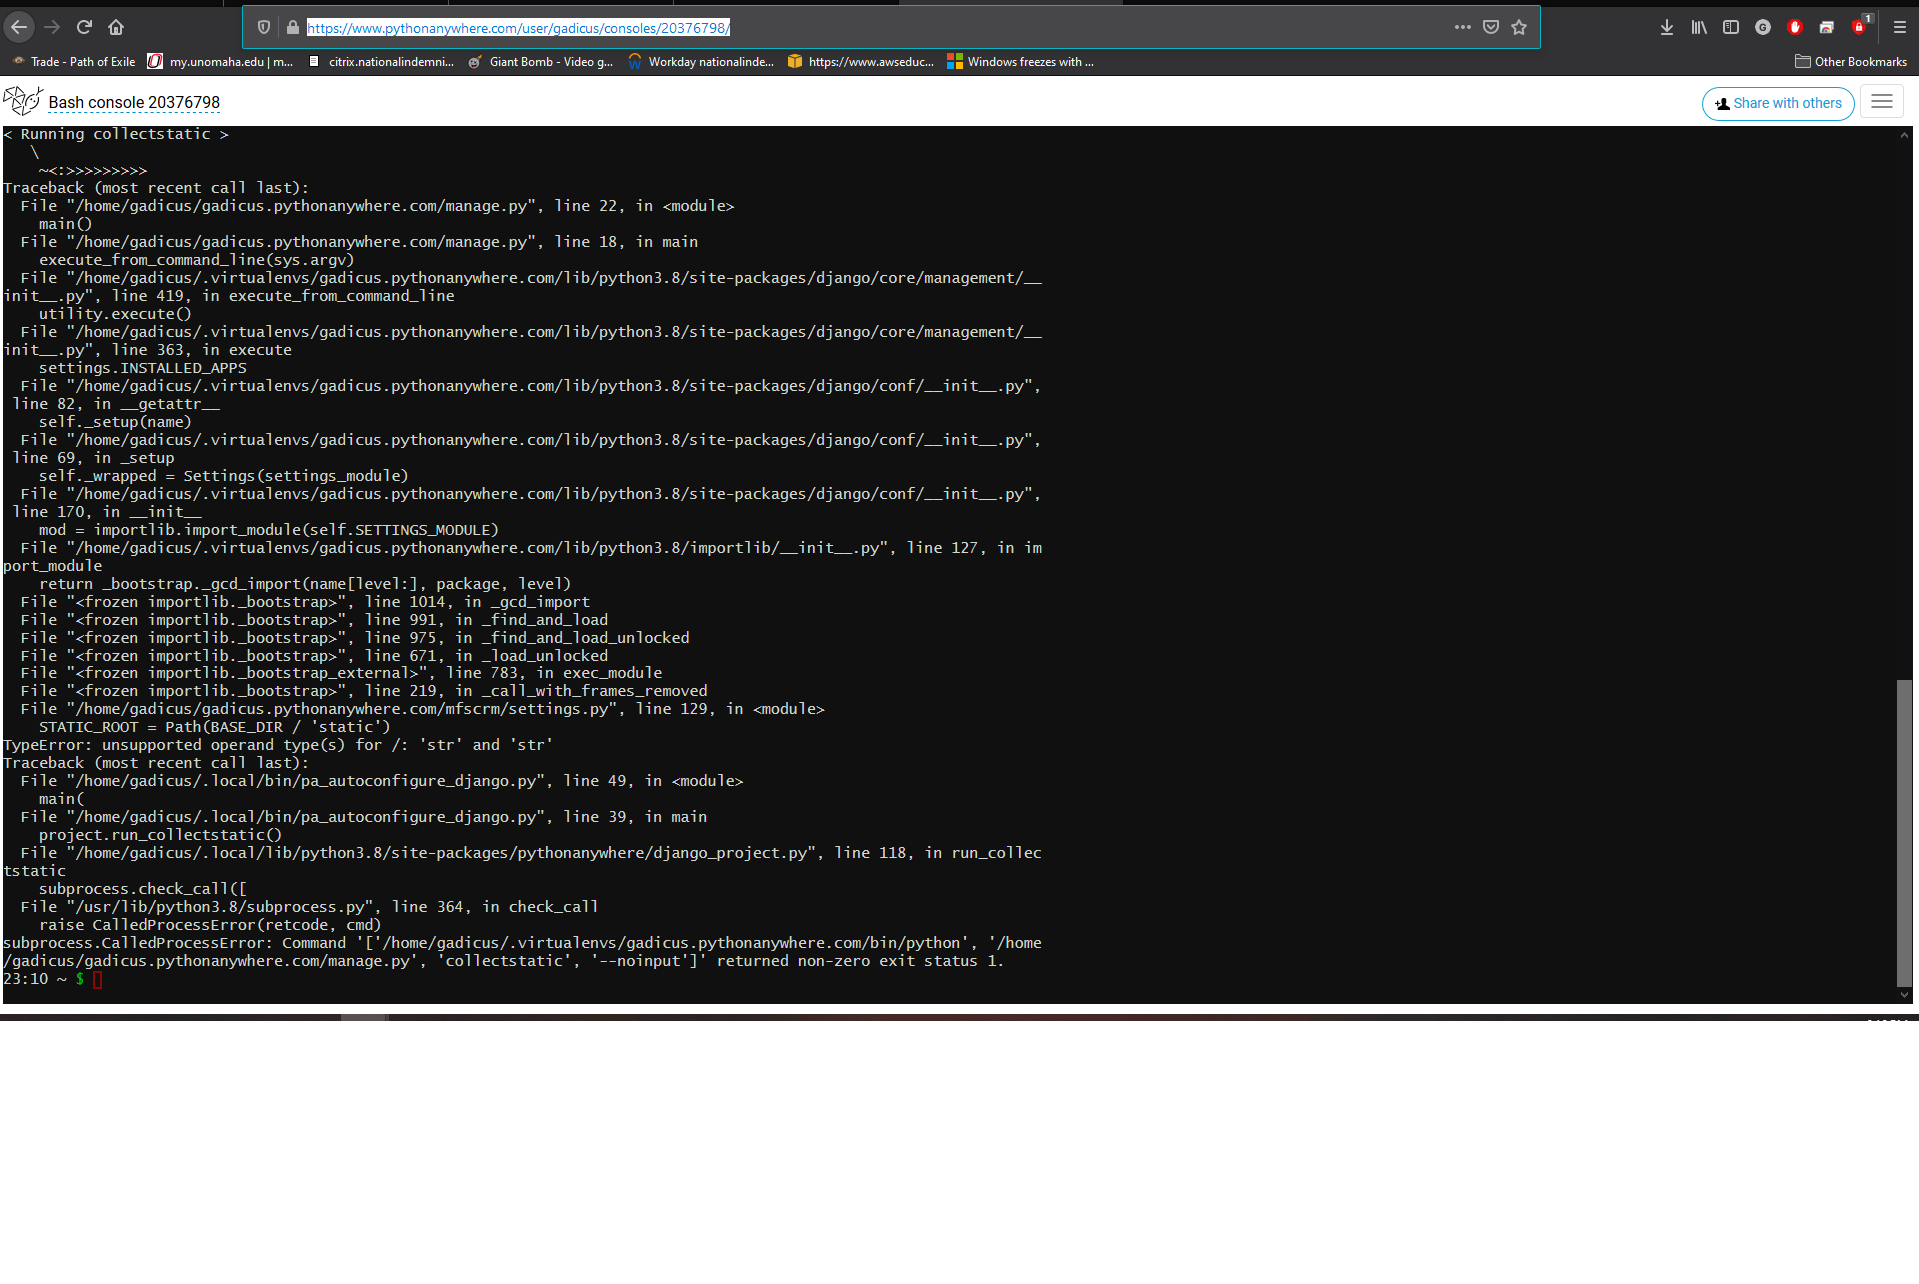 https://www.pythonanywhere.com/user/gadicus/consoles/20376798/
1
Trade - Path of Exile my.unomaha.edu | m... citrix.nationalindemni... Giant Bomb - Video g... Workday nationalinde... https://www.awseduc... Windows freezes with ... Other Bookmarks
Bash console 20376798
Share with others
< Running collectstatic >
   \
    ~<:>>>>>>>>>
Traceback (most recent call last):
  File "/home/gadicus/gadicus.pythonanywhere.com/manage.py", line 22, in <module>
    main()
  File "/home/gadicus/gadicus.pythonanywhere.com/manage.py", line 18, in main
    execute_from_command_line(sys.argv)
  File "/home/gadicus/.virtualenvs/gadicus.pythonanywhere.com/lib/python3.8/site-packages/django/core/management/__
init__.py", line 419, in execute_from_command_line
    utility.execute()
  File "/home/gadicus/.virtualenvs/gadicus.pythonanywhere.com/lib/python3.8/site-packages/django/core/management/__
init__.py", line 363, in execute
    settings.INSTALLED_APPS
  File "/home/gadicus/.virtualenvs/gadicus.pythonanywhere.com/lib/python3.8/site-packages/django/conf/__init__.py",
 line 82, in __getattr__
    self._setup(name)
  File "/home/gadicus/.virtualenvs/gadicus.pythonanywhere.com/lib/python3.8/site-packages/django/conf/__init__.py",
 line 69, in _setup
    self._wrapped = Settings(settings_module)
  File "/home/gadicus/.virtualenvs/gadicus.pythonanywhere.com/lib/python3.8/site-packages/django/conf/__init__.py",
 line 170, in __init__
    mod = importlib.import_module(self.SETTINGS_MODULE)
  File "/home/gadicus/.virtualenvs/gadicus.pythonanywhere.com/lib/python3.8/importlib/__init__.py", line 127, in im
port_module
    return _bootstrap._gcd_import(name[level:], package, level)
  File "<frozen importlib._bootstrap>", line 1014, in _gcd_import
  File "<frozen importlib._bootstrap>", line 991, in _find_and_load
  File "<frozen importlib._bootstrap>", line 975, in _find_and_load_unlocked
  File "<frozen importlib._bootstrap>", line 671, in _load_unlocked
  File "<frozen importlib._bootstrap_external>", line 783, in exec_module
  File "<frozen importlib._bootstrap>", line 219, in _call_with_frames_removed
  File "/home/gadicus/gadicus.pythonanywhere.com/mfscrm/settings.py", line 129, in <module>
    STATIC_ROOT = Path(BASE_DIR / 'static')
TypeError: unsupported operand type(s) for /: 'str' and 'str'
Traceback (most recent call last):
  File "/home/gadicus/.local/bin/pa_autoconfigure_django.py", line 49, in <module>
    main(
  File "/home/gadicus/.local/bin/pa_autoconfigure_django.py", line 39, in main
    project.run_collectstatic()
  File "/home/gadicus/.local/lib/python3.8/site-packages/pythonanywhere/django_project.py", line 118, in run_collec
tstatic
    subprocess.check_call([
  File "/usr/lib/python3.8/subprocess.py", line 364, in check_call
    raise CalledProcessError(retcode, cmd)
subprocess.CalledProcessError: Command '['/home/gadicus/.virtualenvs/gadicus.pythonanywhere.com/bin/python', '/home
/gadicus/gadicus.pythonanywhere.com/manage.py', 'collectstatic', '--noinput']' returned non-zero exit status 1.
23:10 ~ $